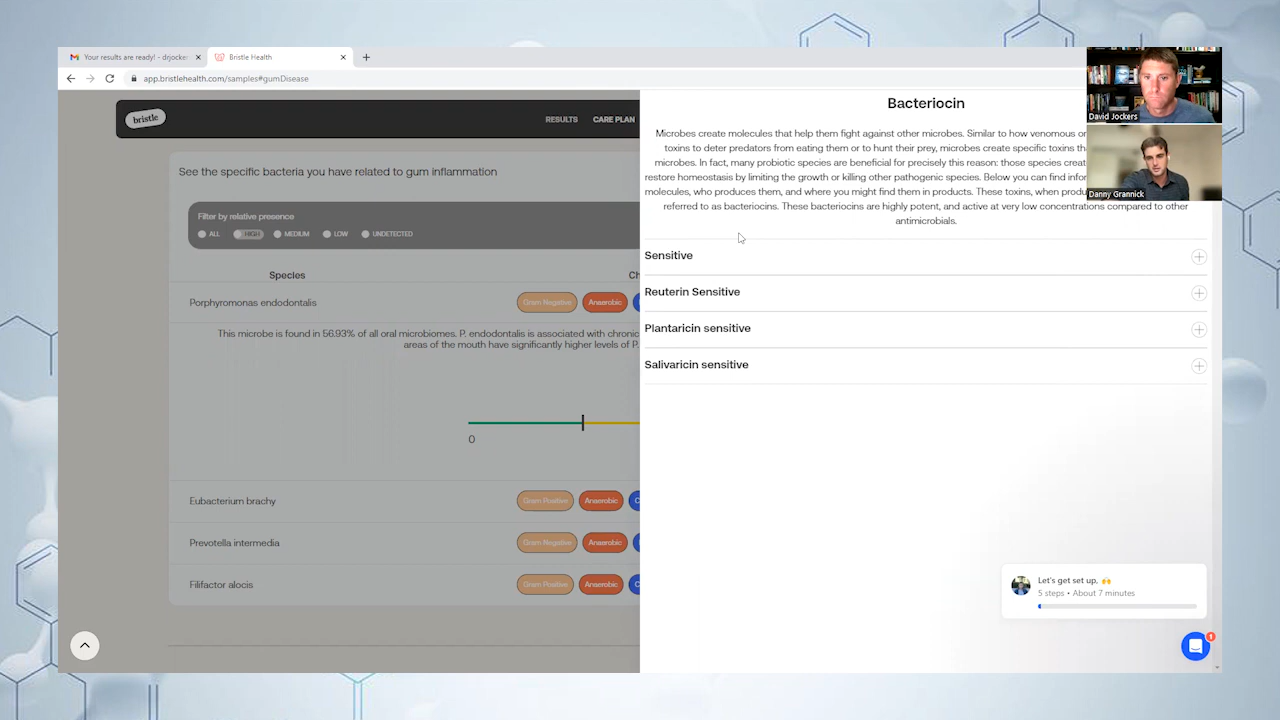 Your results are ready! - drjocker
Bristle Health
app.bristlehealth.com/samples#gumDisease
bristle
RESULTS
CARE PLAN
See the specific bacteria you have related to gum inflammation
Filter by relative presence
ALL
HIGH
MEDIUM
LOW
UNDETECTED
Species
Ch
Porphyromonas endodontalis
Gram Negative
Anaerobic
This microbe is found in 56.93% of all oral microbiomes. P. endodontalis is associated with chronic
areas of the mouth have significantly higher levels of P.
0
Eubacterium brachy
Gram Positive
Anaerobic
C
Prevotella intermedia
Gram Negative
Anaerobic
Filifactor alocis
Gram Positive
Anaerobic
C
Bacteriocin
Microbes create molecules that help them fight against other microbes. Similar to how venomous or
toxins to deter predators from eating them or to hunt their prey, microbes create specific toxins th
microbes. In fact, many probiotic species are beneficial for precisely this reason: those species creat
restore homeostasis by limiting the growth or killing other pathogenic species. Below you can find infor
molecules, who produces them, and where you might find them in products. These toxins, when produ
referred to as bacteriocins. These bacteriocins are highly potent, and active at very low concentrations compared to other
antimicrobials.
Sensitive
Reuterin Sensitive
Plantaricin sensitive
Salivaricin sensitive
David Jockers
Danny Grannick
Let's get set up, 🙌
5 steps • About 7 minutes
1